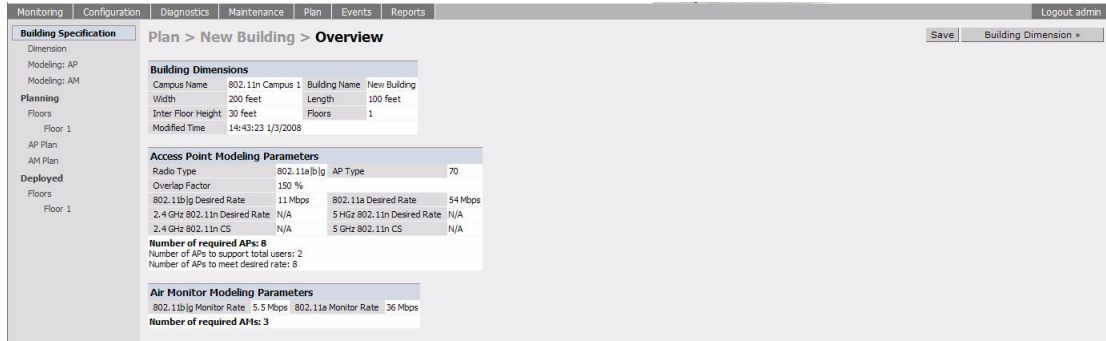 Monitoring Configuration Diagnostics Maintenance Plan Events Reports Logout admin
Building Specification
Dimension
Modeling: AP
Modeling: AM
Planning
Floors
Floor 1
AP Plan
AM Plan
Deployed
Floors
Floor 1
Plan > New Building > Overview
Save Building Dimension »
Building Dimensions
Campus Name 802.11n Campus 1 Building Name New Building
Width 200 feet Length 100 feet
Inter Floor Height 30 feet Floors 1
Modified Time 14:43:23 1/3/2008
Access Point Modeling Parameters
Radio Type 802.11a|b|g AP Type 70
Overlap Factor 150 %
802.11b|g Desired Rate 11 Mbps 802.11a Desired Rate 54 Mbps
2.4 GHz 802.11n Desired Rate N/A 5 HGz 802.11n Desired Rate N/A
2.4 GHz 802.11n CS N/A 5 GHz 802.11n CS N/A
Number of required APs: 8
Number of APs to support total users: 2
Number of APs to meet desired rate: 8
Air Monitor Modeling Parameters
802.11b|g Monitor Rate 5.5 Mbps 802.11a Monitor Rate 36 Mbps
Number of required AMs: 3